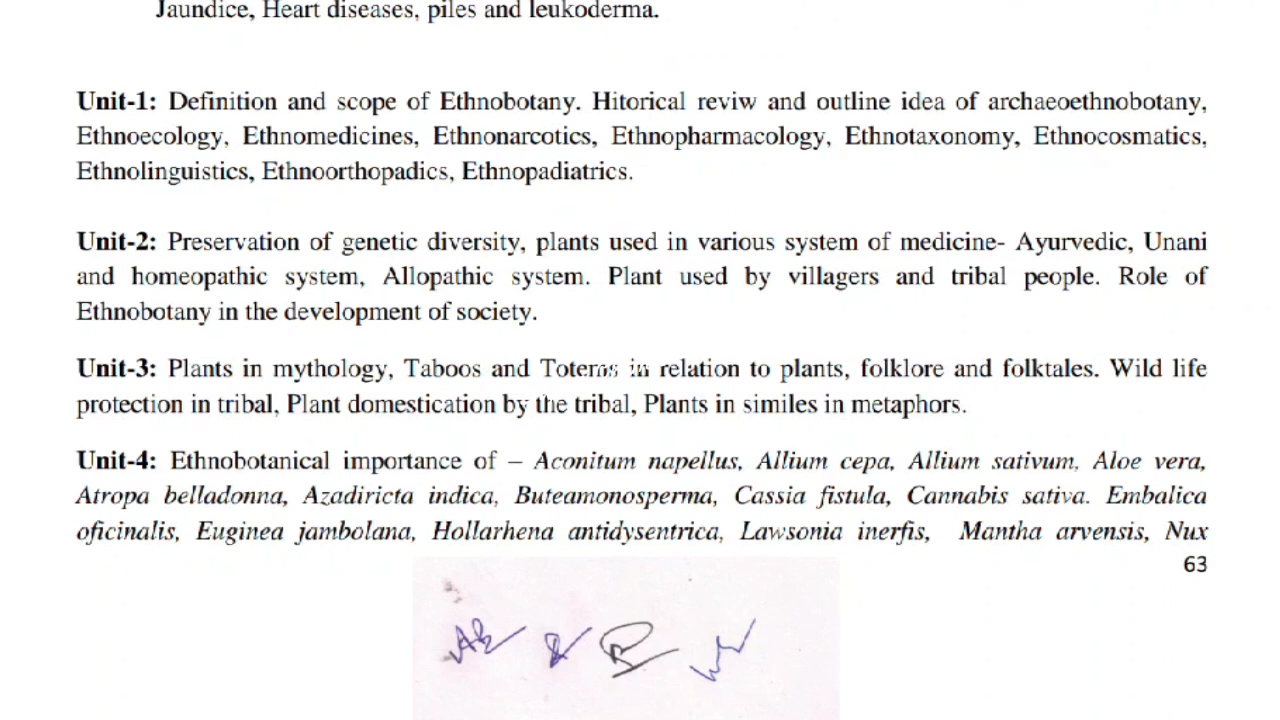 Jaundice, Heart diseases, piles and leukoderma.
Unit-1: Definition and scope of Ethnobotany. Hitorical reviw and outline idea of archaeoethnobotany,
Ethnoecology, Ethnomedicines, Ethnonarcotics, Ethnopharmacology, Ethnotaxonomy, Ethnocosmatics,
Ethnolinguistics, Ethnoorthopadics, Ethnopadiatrics.
Unit-2: Preservation of genetic diversity, plants used in various system of medicine- Ayurvedic, Unani
and homeopathic system, Allopathic system. Plant used by villagers and tribal people. Role of
Ethnobotany in the development of society.
Unit-3: Plants in mythology, Taboos and Totems in relation to plants, folklore and folktales. Wild life
protection in tribal, Plant domestication by the tribal, Plants in similes in metaphors.
Unit-4: Ethnobotanical importance of – Aconitum napellus, Allium cepa, Allium sativum, Aloe vera,
Atropa belladonna, Azadiricta indica, Buteamonosperma, Cassia fistula, Cannabis sativa. Embalica
oficinalis, Euginea jambolana, Hollarhena antidysentrica, Lawsonia inerfis, Mantha arvensis, Nux
63